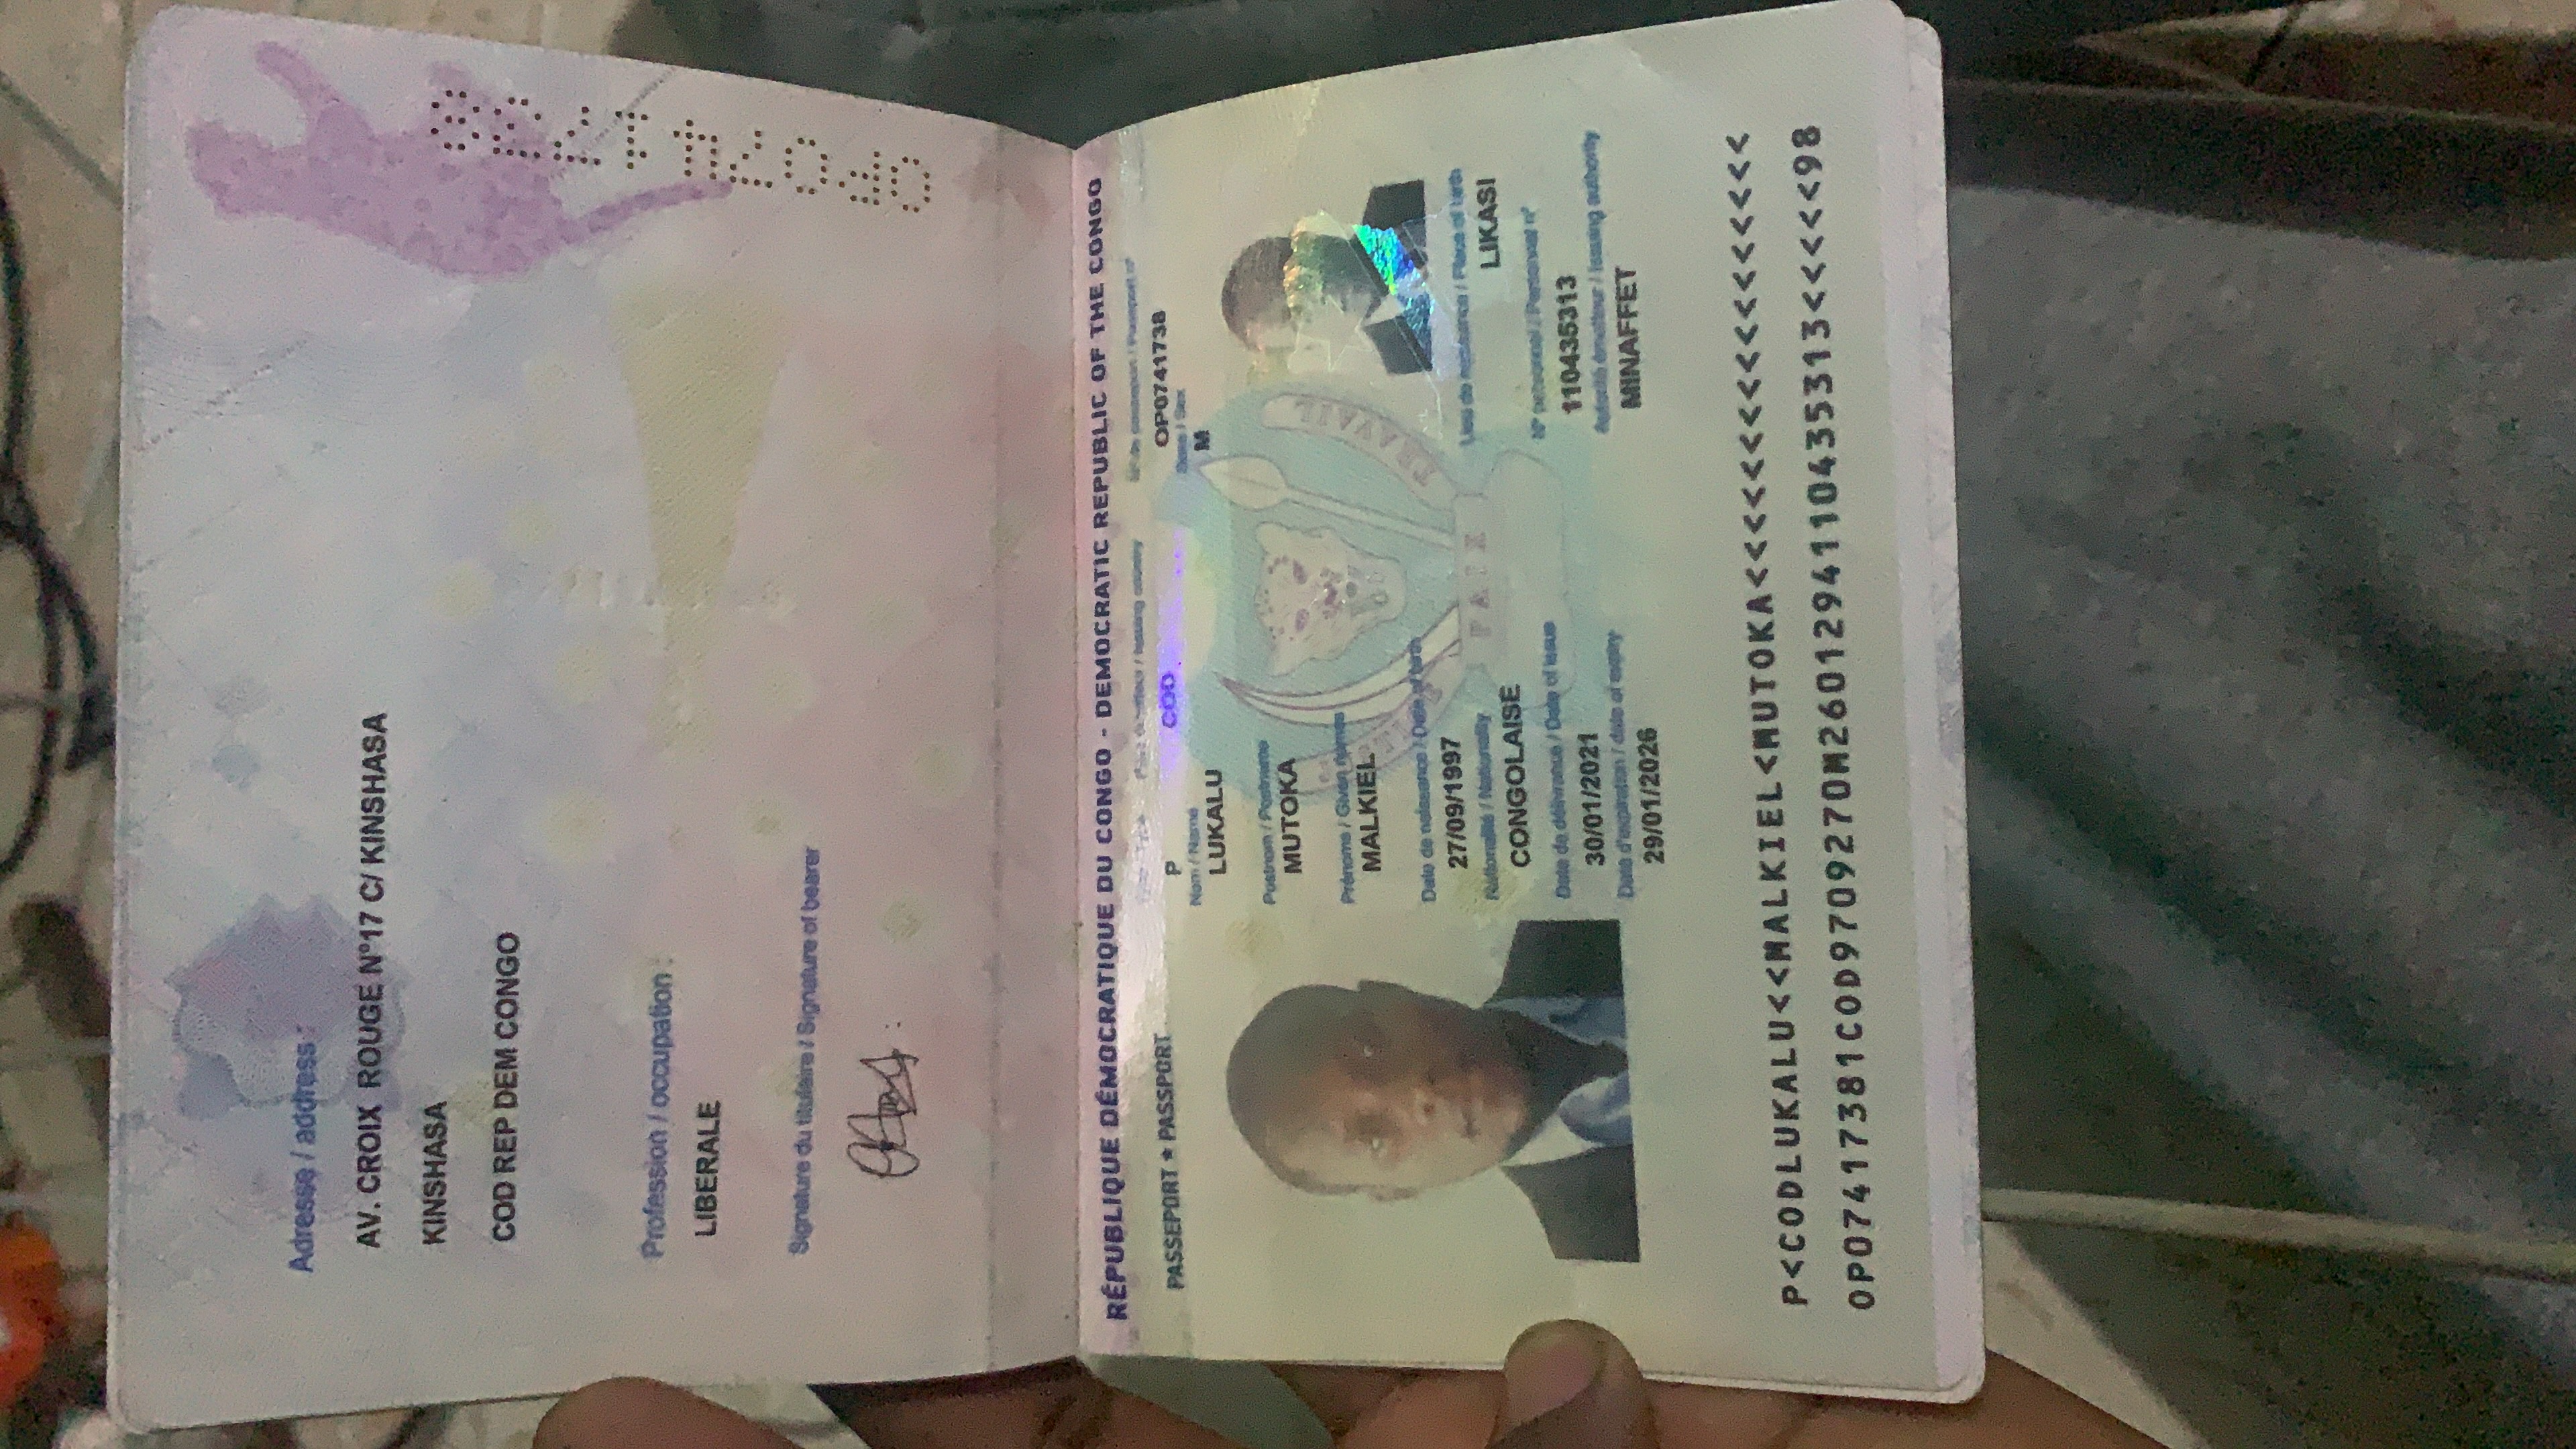 Adresse / address :
AV. CROIX ROUGE N°17 C/ KINSHASA
KINSHASA
COD REP DEM CONGO
Profession / occupation :
LIBERALE
Signature du titulaire / Signature of bearer
OP0741738
RÉPUBLIQUE DÉMOCRATIQUE DU CONGO - DEMOCRATIC REPUBLIC OF THE CONGO
PASSEPORT * PASSPORT
Type / Type
Pays émetteur / Issuing country
N° de passeport / Passport n°
P
COD
OP0741738
Nom / Name
LUKALU
Sexe / Sex
M
Postnom / Postname
MUTOKA
Prénoms / Given names
MALKIEL
Date de naissance / Date of birth
27/09/1997
Lieu de naissance / Place of birth
LIKASI
Nationalité / Nationality
CONGOLAISE
N° personnel / Personnal n°
110435313
Date de délivrance / Date of issue
30/01/2021
Autorité émetteur / Issuing authority
MINAFFET
Date d'expiration / date of expiry
29/01/2026
PAIX
TRAVAIL
P<CODLUKALU<<MALKIEL<MUTOKA<<<<<<<<<<<<<<<<<
OP07417381COD9709270M2601294110435313<<<<<98